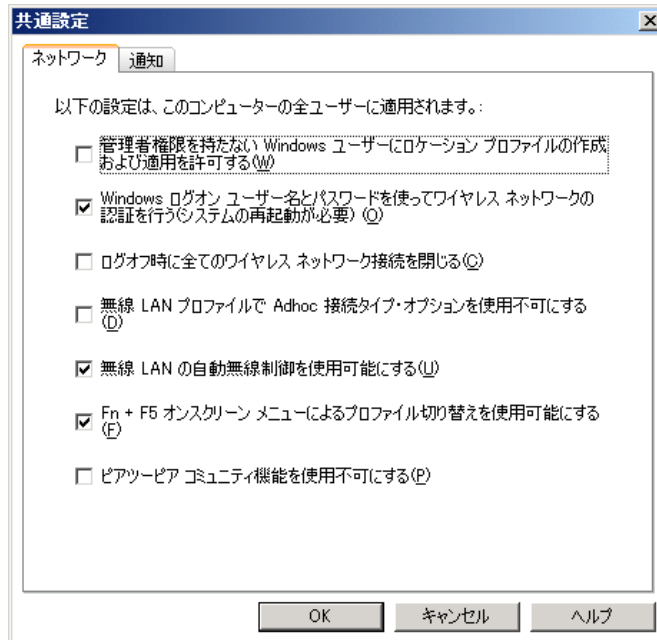 共通設定
ネットワーク 通知
以下の設定は、このコンピューターの全ユーザーに適用されます。:
管理者権限を持たない Windows ユーザーにロケーション プロファイルの作成
および適用を許可する(W)
Windows ログオン ユーザー名とパスワードを使ってワイヤレス ネットワークの
認証を行う(システムの再起動が必要) (O)
ログオフ時に全てのワイヤレス ネットワーク接続を閉じる(C)
無線 LAN プロファイルで Adhoc 接続タイプ・オプションを使用不可にする
(D)
無線 LAN の自動無線制御を使用可能にする(U)
Fn + F5 オンスクリーン メニューによるプロファイル切り替えを使用可能にする
(F)
ピアツーピア コミュニティ機能を使用不可にする(P)
OK キャンセル ヘルプ